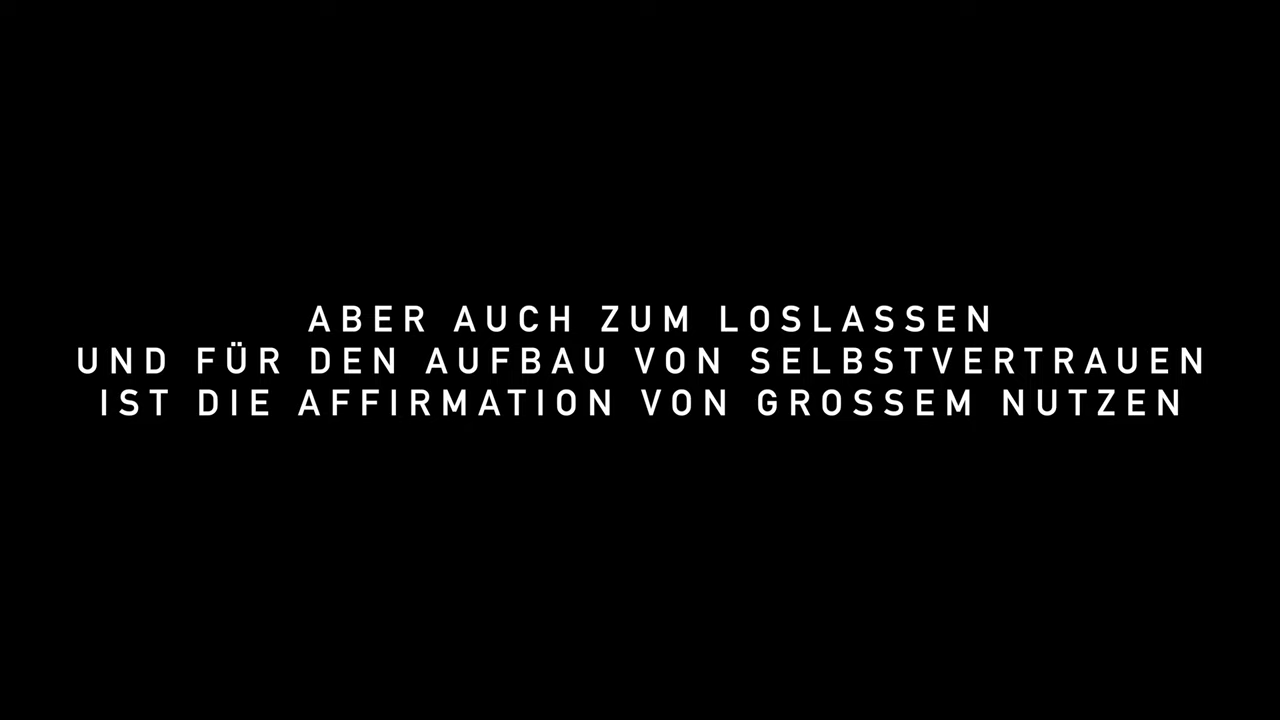 ABER AUCH ZUM LOSLASSEN
UND FÜR DEN AUFBAU VON SELBSTVERTRAUEN
IST DIE AFFIRMATION VON GROSSEM NUTZEN